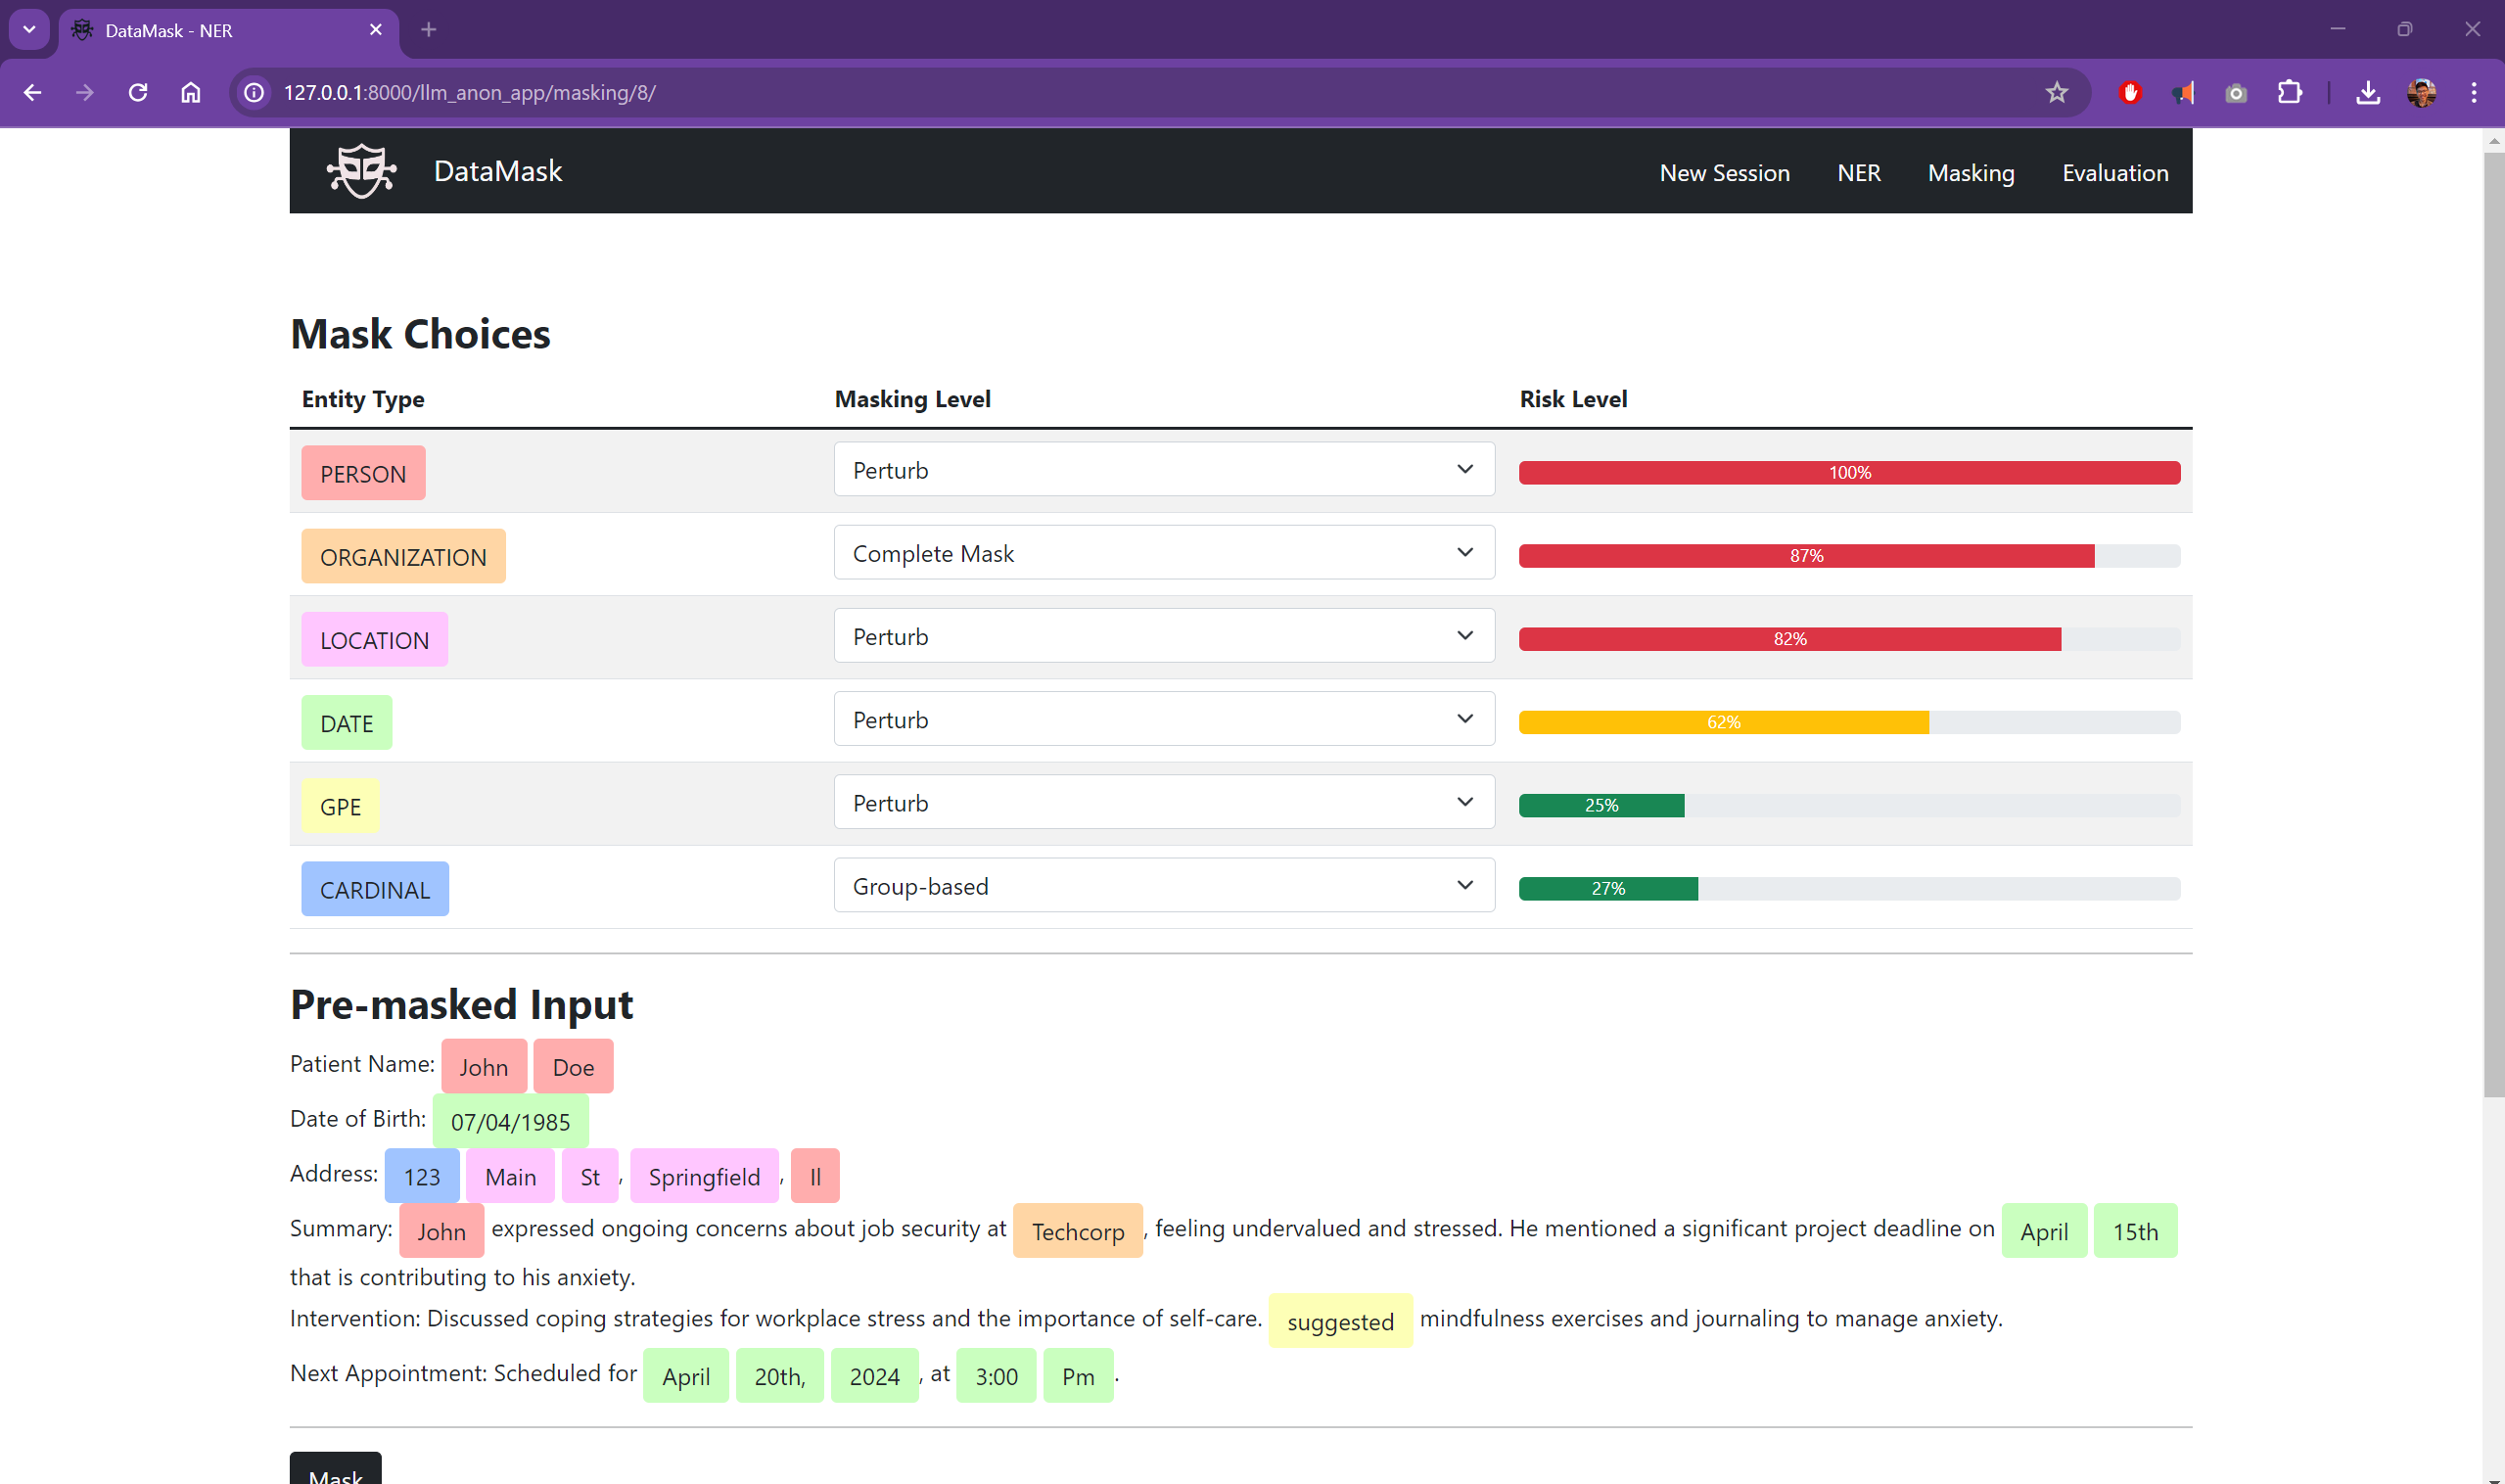 DataMask - NER
127.0.0.1:8000/llm_anon_app/masking/8/
DataMask New Session NER Masking Evaluation
Mask Choices
Entity Type Masking Level Risk Level
PERSON Perturb 100%
ORGANIZATION Complete Mask 87%
LOCATION Perturb 82%
DATE Perturb 62%
GPE Perturb 25%
CARDINAL Group-based 27%
Pre-masked Input
Patient Name: John Doe
Date of Birth: 07/04/1985
Address: 123 Main St, Springfield, Il
Summary: John expressed ongoing concerns about job security at Techcorp, feeling undervalued and stressed. He mentioned a significant project deadline on April 15th
that is contributing to his anxiety.
Intervention: Discussed coping strategies for workplace stress and the importance of self-care. suggested mindfulness exercises and journaling to manage anxiety.
Next Appointment: Scheduled for April 20th, 2024, at 3:00 Pm.
Mask